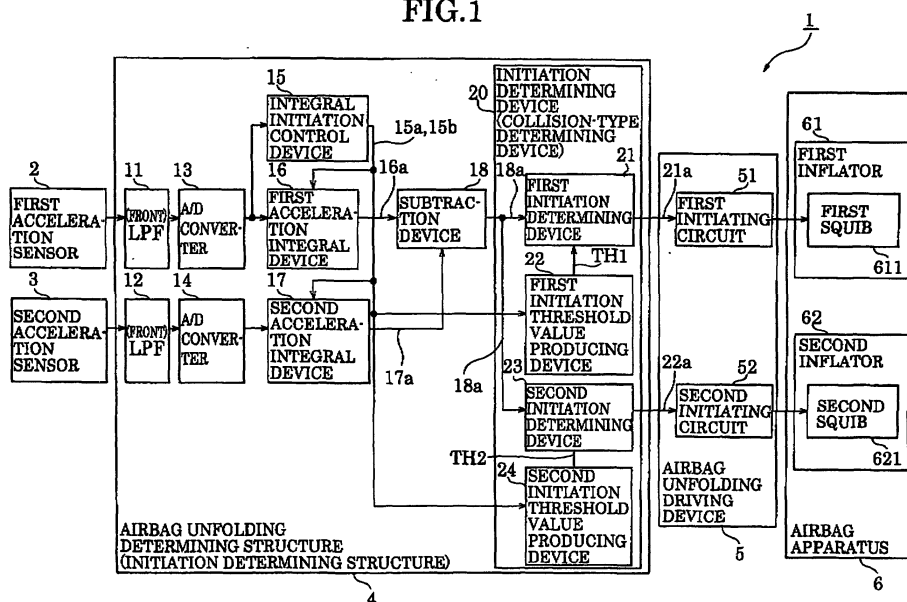 FIG.1
1
2
FIRST
ACCELERA-
TION
SENSOR
3
SECOND
ACCELERA-
TION
SENSOR
11
(FRONT)
LPF
12
(FRONT)
LPF
13
A/D
CONVER-
TER
14
A/D
CONVER-
TER
15
INTEGRAL
INITIATION
CONTROL
DEVICE
15a,15b
16
FIRST
ACCELERA-
TION
INTEGRAL
DEVICE
16a
17
SECOND
ACCELERA-
TION
INTEGRAL
DEVICE
17a
18
SUBTRAC-
TION
DEVICE
18a
18a
20
INITIATION
DETERMINING
DEVICE
(COLLISION-TYPE
DETERMINING
DEVICE)
21
FIRST
INITIATION
DETERMINING
DEVICE
21a
TH1
22
FIRST
INITIATION
THRESHOLD
VALUE
PRODUCING
DEVICE
23
SECOND
INITIATION
DETERMINING
DEVICE
22a
TH2
24
SECOND
INITIATION
THRESHOLD
VALUE
PRODUCING
DEVICE
AIRBAG UNFOLDING
DETERMINING STRUCTURE
(INITIATION DETERMINING STRUCTURE)
4
51
FIRST
INITIATING
CIRCUIT
52
SECOND
INITIATING
CIRCUIT
AIRBAG
UNFOLDING
DRIVING
DEVICE
5
61
FIRST
INFLATOR
FIRST
SQUIB
611
62
SECOND
INFLATOR
SECOND
SQUIB
621
AIRBAG
APPARATUS
6